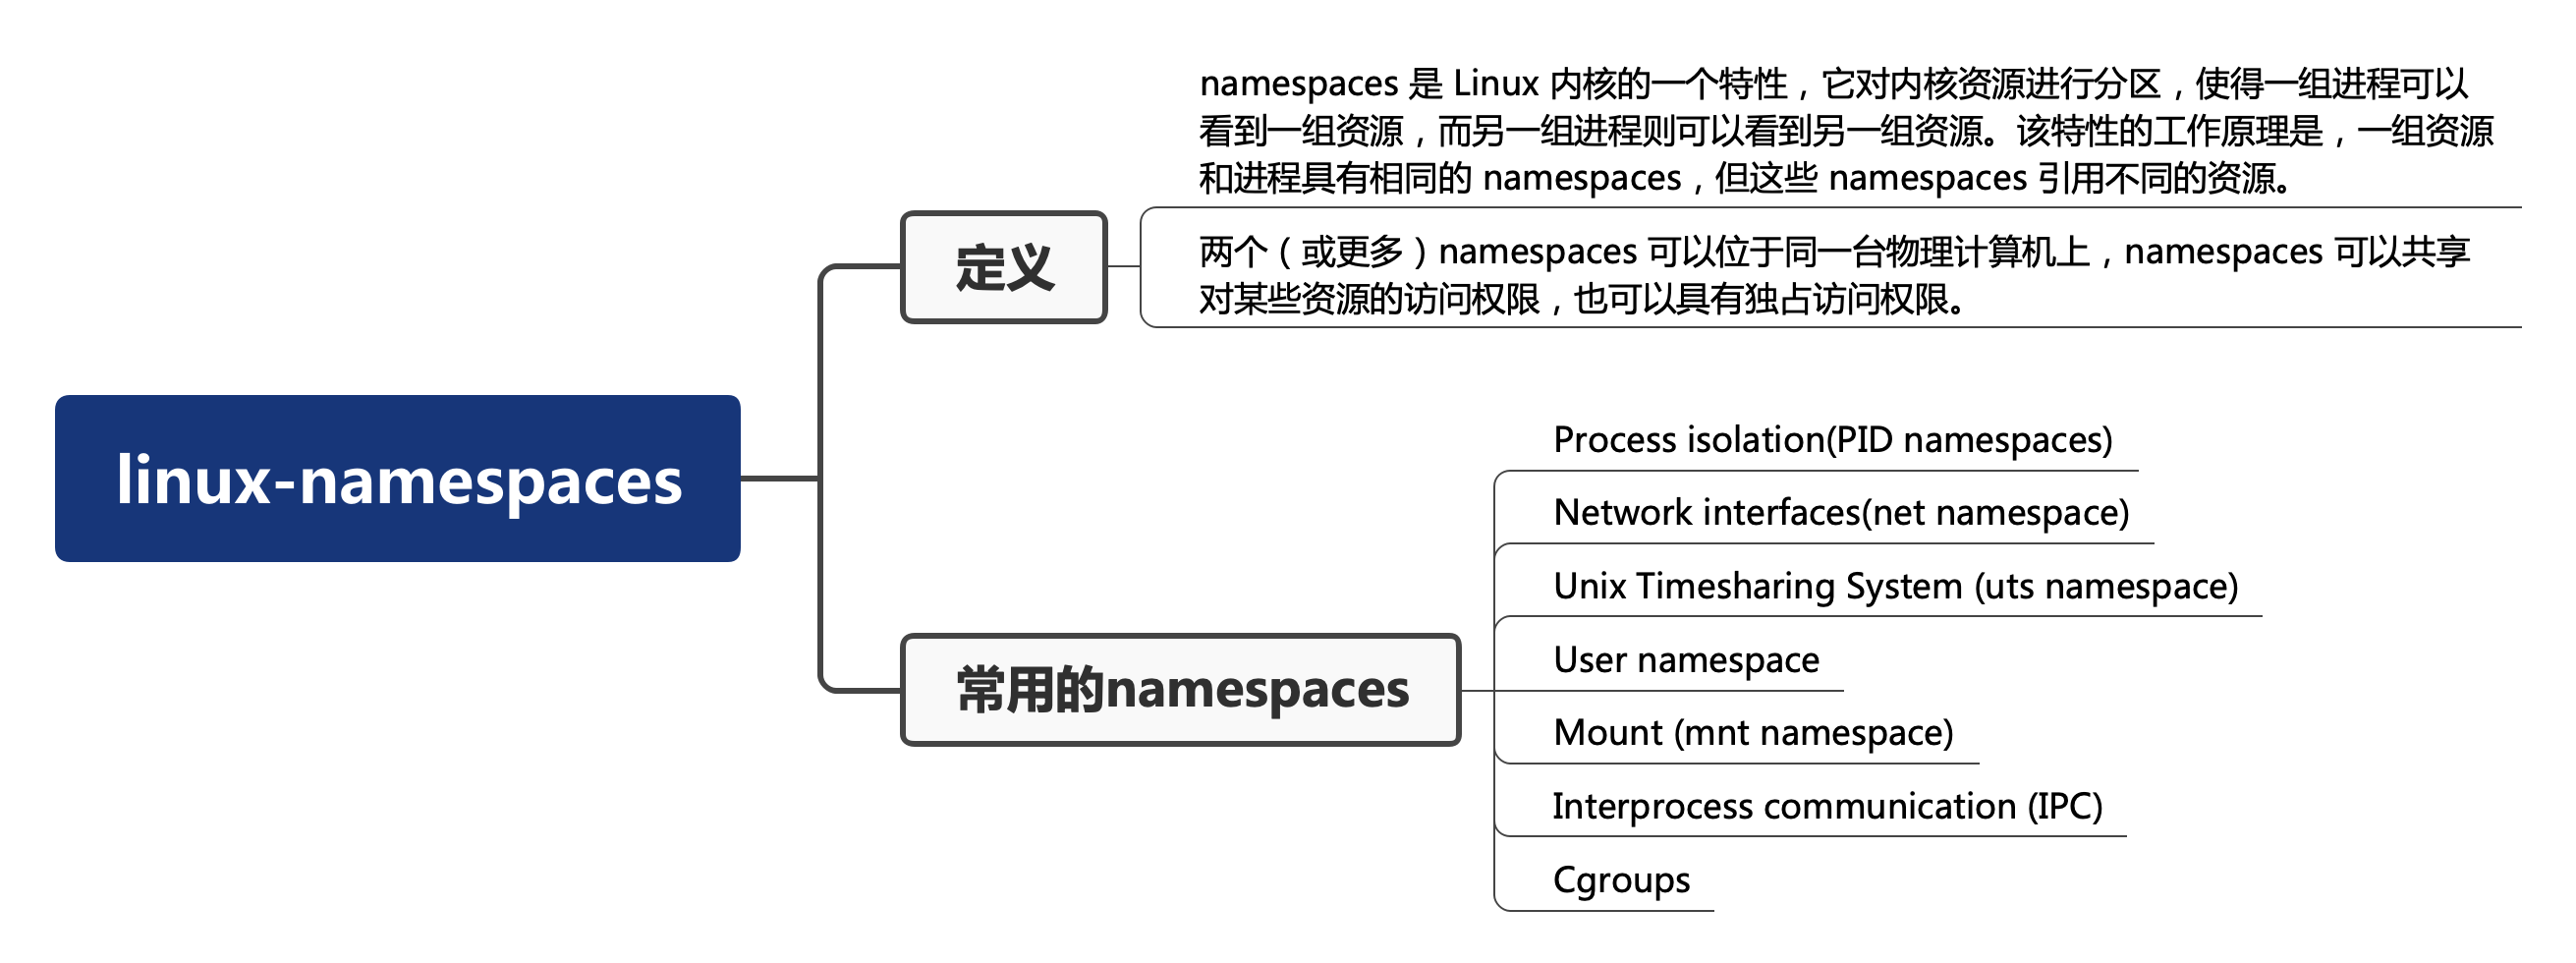 linux-namespaces
定义
namespaces 是 Linux 内核的一个特性，它对内核资源进行分区，使得一组进程可以
看到一组资源，而另一组进程则可以看到另一组资源。该特性的工作原理是，一组资源
和进程具有相同的 namespaces，但这些 namespaces 引用不同的资源。
两个（或更多）namespaces 可以位于同一台物理计算机上，namespaces 可以共享
对某些资源的访问权限，也可以具有独占访问权限。
常用的namespaces
Process isolation(PID namespaces)
Network interfaces(net namespace)
Unix Timesharing System (uts namespace)
User namespace
Mount (mnt namespace)
Interprocess communication (IPC)
Cgroups